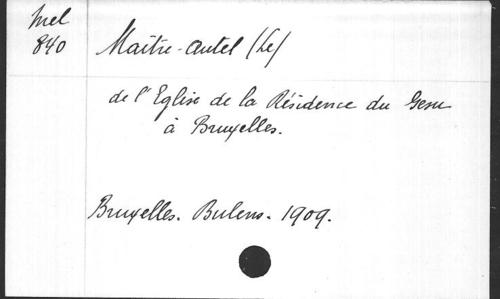 Mel
840
Maître-autel (Le)
de l'Eglise de la Résidence du Gesu
à Bruxelles.
Bruxelles. Bulens. 1909.